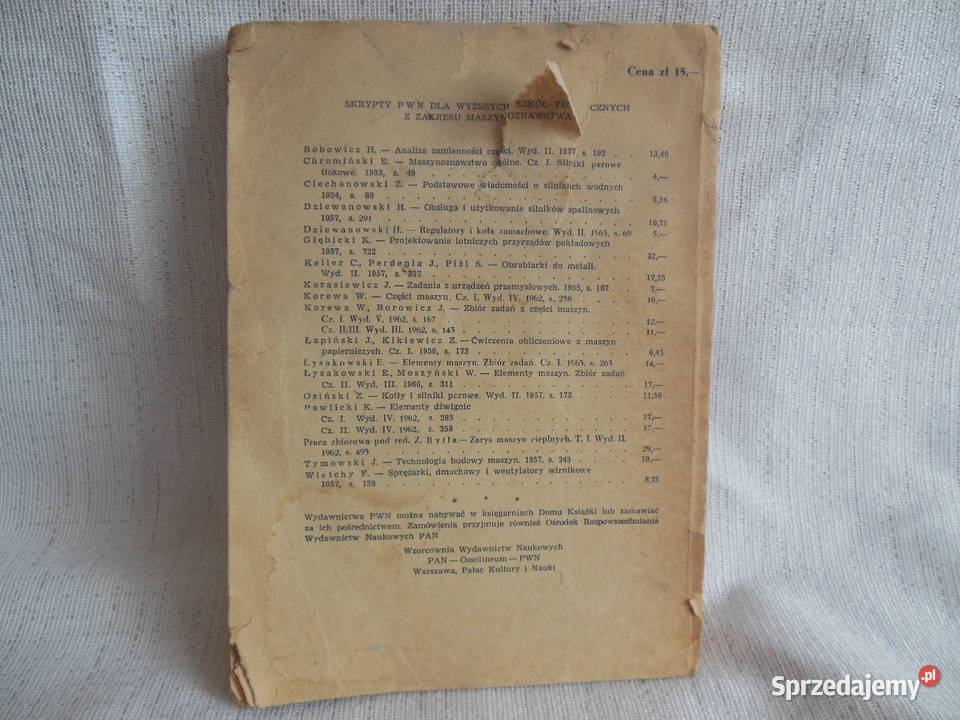 Cena zł 15,—
SKRYPTY PWN DLA WYŻSZYCH SZKÓŁ TEC CZNYCH
Z ZAKRESU MASZYNOZNAWSTWA
Bobowicz H. — Analiza zamienności części. Wyd. II. 1957, s. 192 . . 13,40
Chromiński E. — Maszynoznawstwo ogólne. Cz. I. Silniki parowe
tłokowe. 1953, s. 49 . . . . . . . . . . 4,—
Ciechanowski Z. — Podstawowe wiadomości o silnikach wodnych
1954, s. 80 . . . . . . . . . .
Dziewanowski H. — Obsługa i użytkowanie silników spalinowych
1957, s. 291 . . . . . . . . . . 10,75
Dziewanowski H. — Regulatory i koła zamachowe. Wyd. II. 1963, s. 69 5,—
Głębicki K. — Projektowanie lotniczych przyrządów pokładowych
1957, s. 722 . . . . . . . . . . 32,—
Keller C., Perdenia J., Piżl S. — Obrabiarki do metali.
Wyd. II. 1957, s. 337 . . . . . . . . . 17,75
Korasiewicz J. — Zadania z urządzeń przemysłowych. 1955, s. 167 . 7,—
Korewa W. — Części maszyn. Cz. I. Wyd. IV. 1962, s. 258 . . . 16,—
Korewa W., Borowicz J. — Zbiór zadań z części maszyn.
Cz. I. Wyd. V. 1962. s. 167 . . . . . . . . 12,—
Cz. II/III. Wyd. III. 1962, s. 143 . . . . . . . 11,—
Łapiński J., Kikiewicz Z. — Ćwiczenia obliczeniowe z maszyn
papierniczych. Cz. I. 1956, s. 172 . . . . . . . 6,45
Łysakowski E. — Elementy maszyn. Zbiór zadań. Cz. I. 1963, s. 263 14,—
Łysakowski E., Moszyński W. — Elementy maszyn. Zbiór zadań
Cz. II. Wyd. III. 1960, s. 311 . . . . . . . 17,—
Osiński Z. — Kotły i silniki parowe. Wyd. II. 1957, s. 173 . . . 11,50
Pawlicki K. — Elementy dźwignic
Cz. I. Wyd. IV. 1962, s. 285 . . . . . . . 17,—
Cz. II. Wyd. IV. 1962, s. 358 . . . . . . . 17.—
Praca zbiorowa pod red. Z. Rytla — Zarys maszyn cieplnych. T. I. Wyd. II.
1962. s. 493 . . . . . . . . . . 29,—
Tymowski J. — Technologia budowy maszyn. 1957, s. 243 . . . 19,—
Wietchy F. — Sprężarki, dmuchawy i wentylatory wirnikowe
1957, s. 138 . . . . . . . . . . 8,75
* * *
Wydawnictwa PWN można nabywać w księgarniach Domu Książki lub zamawiać
za ich pośrednictwem. Zamówienia przyjmuje również Ośrodek Rozpowszechniania
Wydawnictw Naukowych PAN
Wzorcownia Wydawnictw Naukowych
PAN — Ossolineum — PWN
Warszawa, Pałac Kultury i Nauki
Sprzedajemy.pl